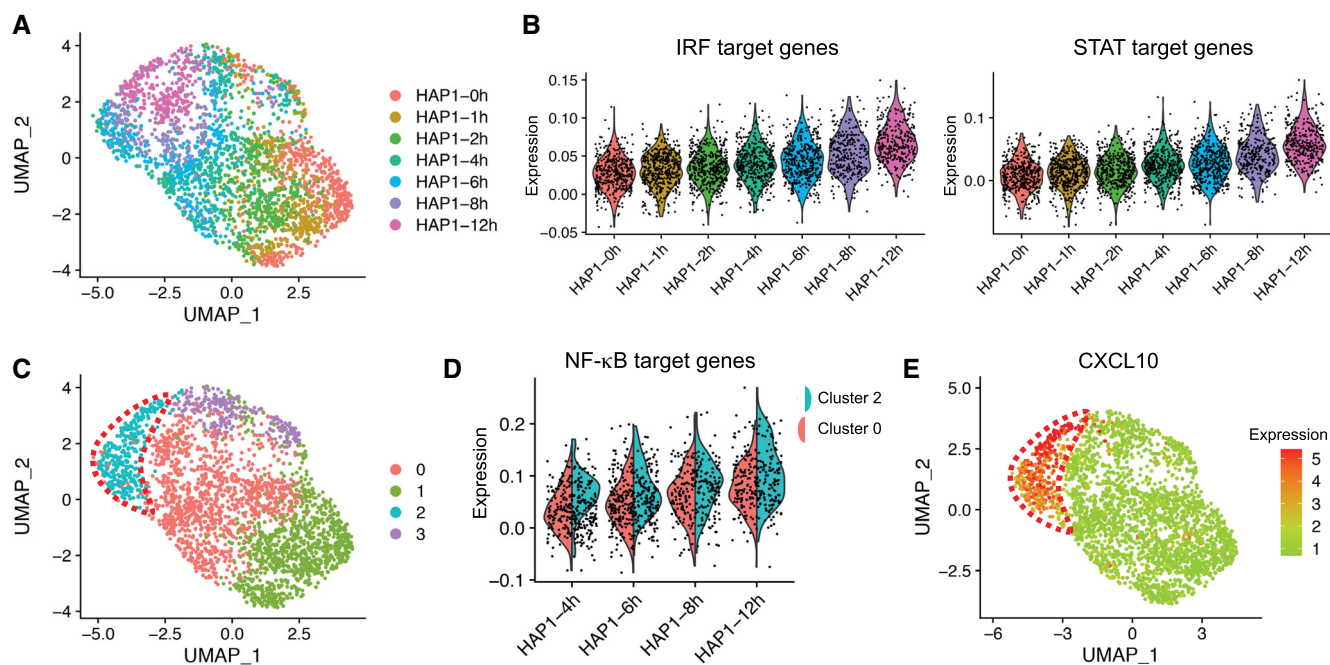 A
4
2
0
−2
−4
UMAP_2
−5.0
−2.5
0.0
2.5
UMAP_1
HAP1−0h
HAP1−1h
HAP1−2h
HAP1−4h
HAP1−6h
HAP1−8h
HAP1−12h
B
IRF target genes
Expression
0.15
0.10
0.05
0.00
−0.05
HAP1−0h
HAP1−1h
HAP1−2h
HAP1−4h
HAP1−6h
HAP1−8h
HAP1−12h
STAT target genes
Expression
0.1
0.0
HAP1−0h
HAP1−1h
HAP1−2h
HAP1−4h
HAP1−6h
HAP1−8h
HAP1−12h
C
4
2
0
−2
−4
UMAP_2
−5.0
−2.5
0.0
2.5
UMAP_1
0
1
2
3
D
NF-κB target genes
Expression
0.2
0.1
0.0
−0.1
HAP1−4h
HAP1−6h
HAP1−8h
HAP1−12h
Cluster 2
Cluster 0
E
CXCL10
UMAP_2
5.0
2.5
0.0
−2.5
−6
−3
0
3
UMAP_1
Expression
5
4
3
2
1